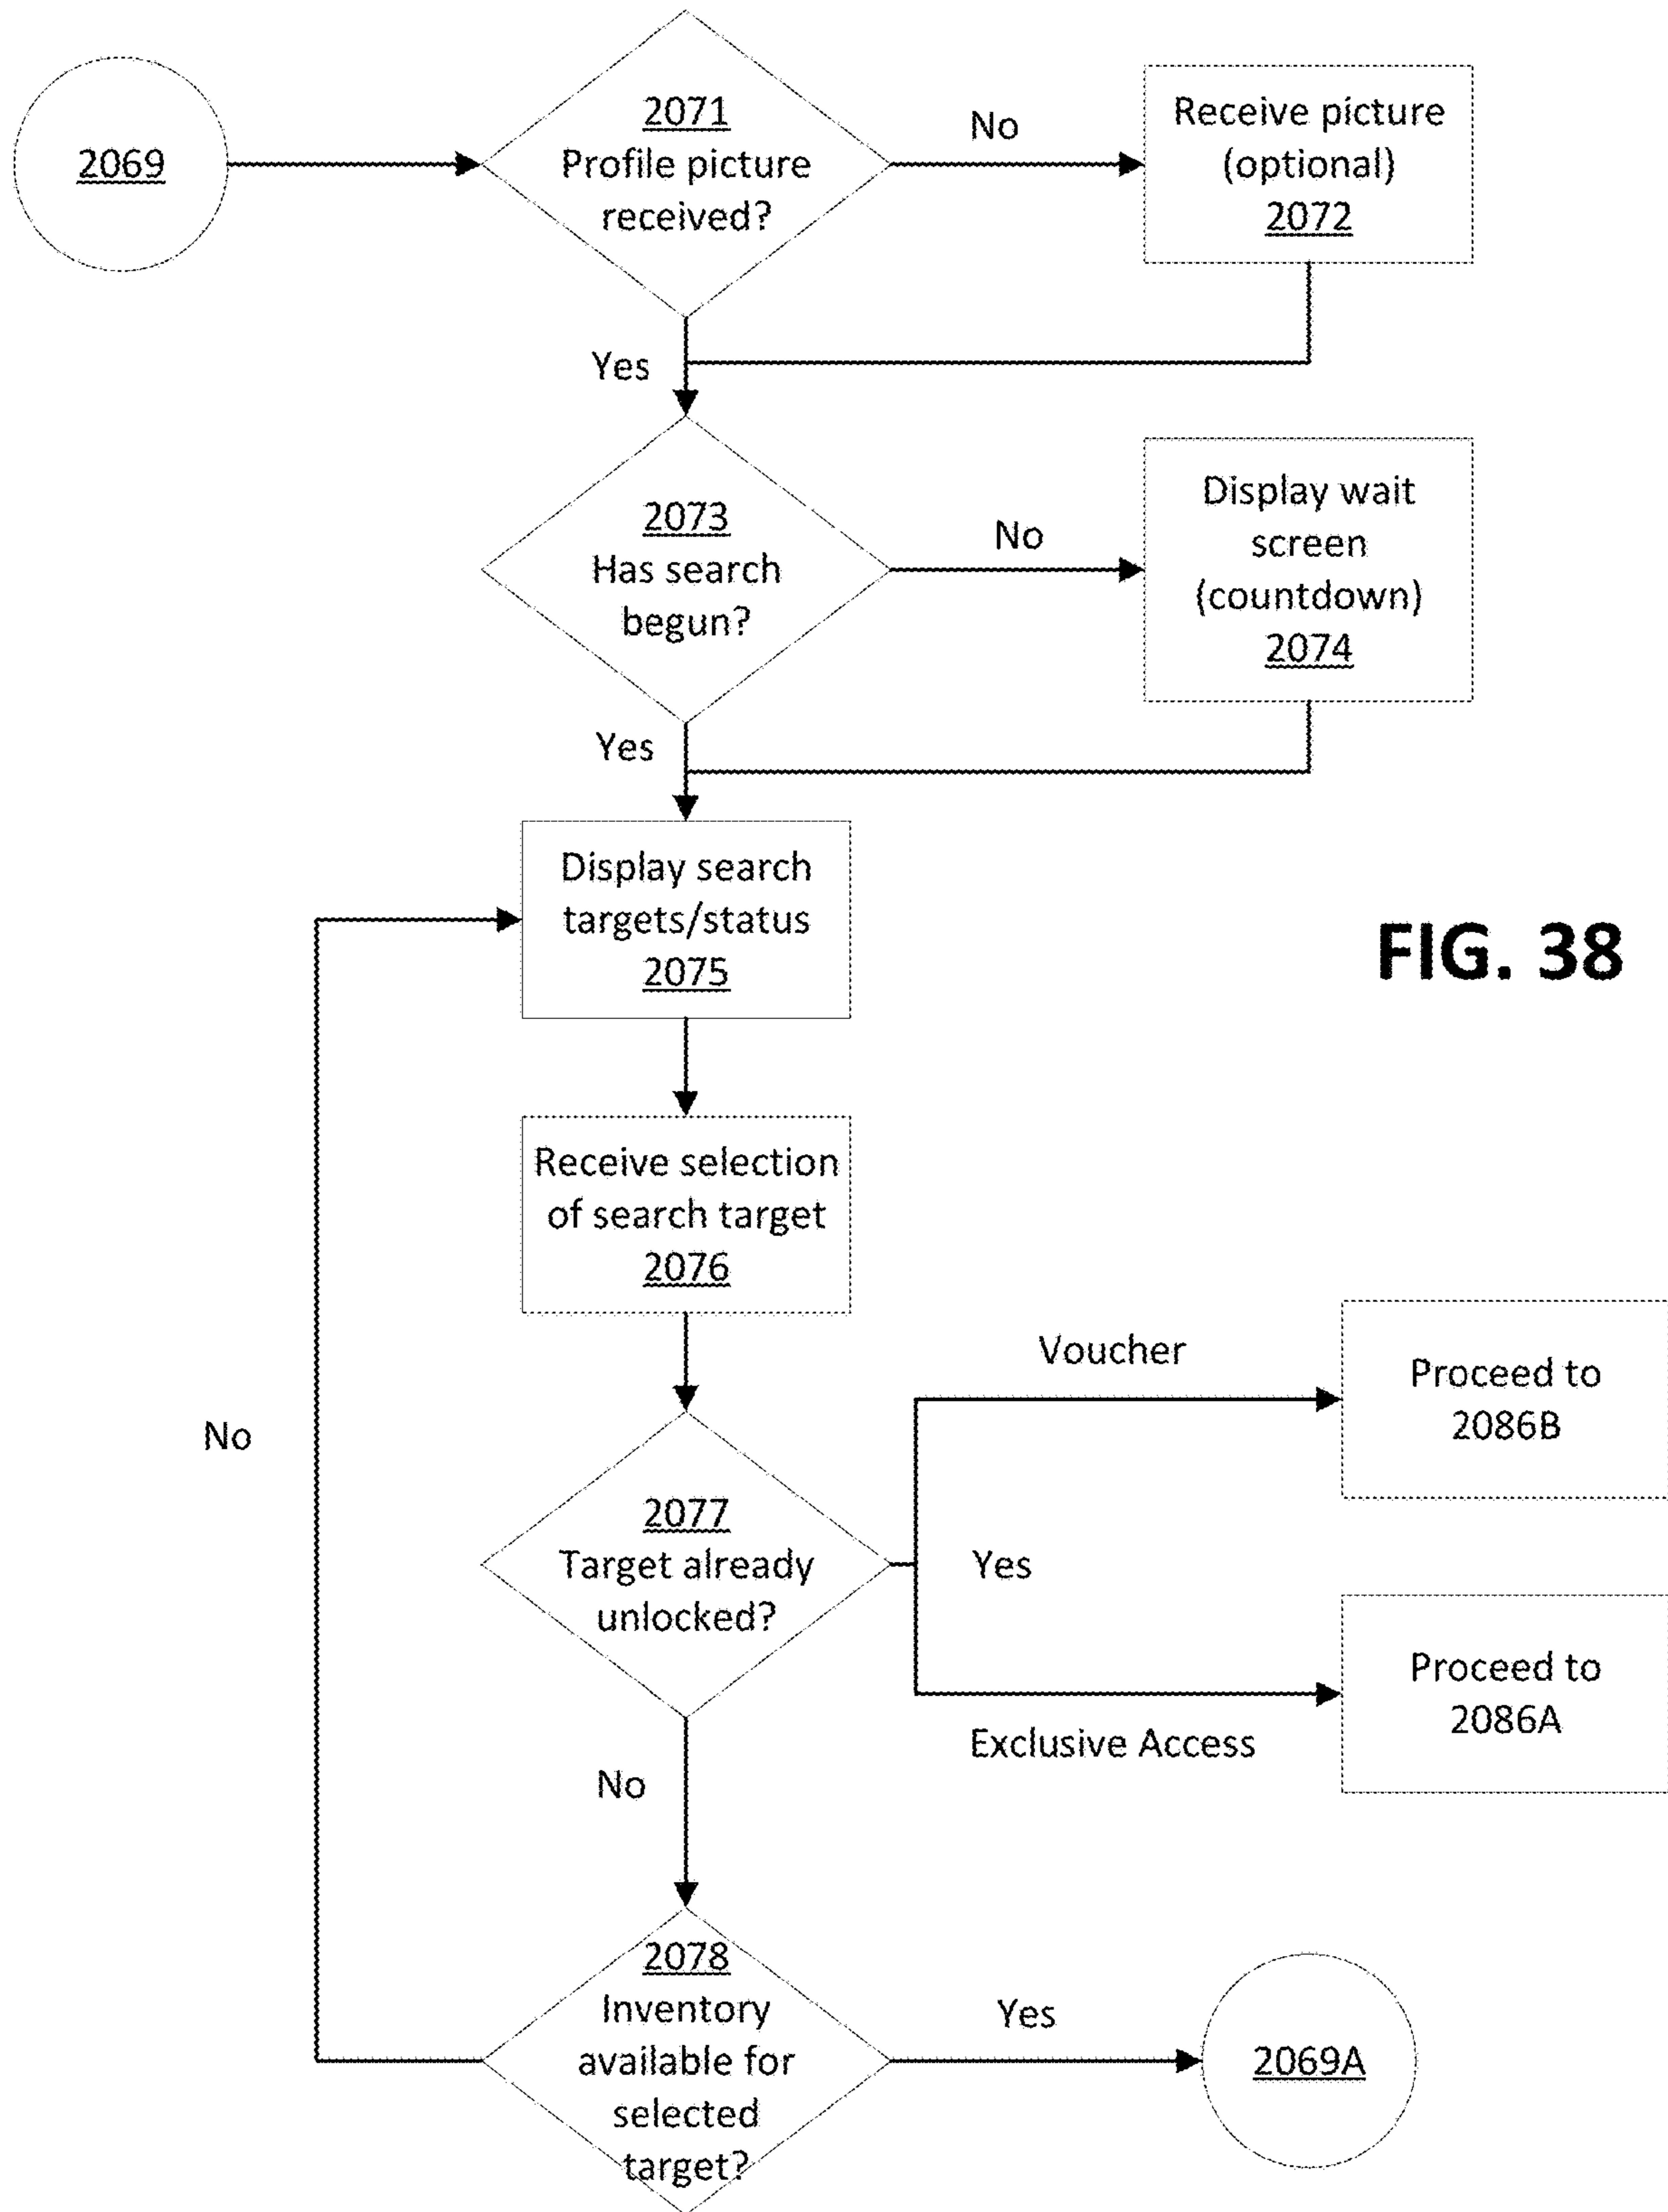 2069
2071
Profile picture
received?
No
Receive picture
(optional)
2072
Yes
2073
Has search
begun?
No
Display wait
screen
(countdown)
2074
Yes
Display search
targets/status
2075
FIG. 38
Receive selection
of search target
2076
Voucher
Proceed to
2086B
No
2077
Target already
unlocked?
Yes
Proceed to
2086A
Exclusive Access
No
2078
Inventory
available for
selected
target?
Yes
2069A